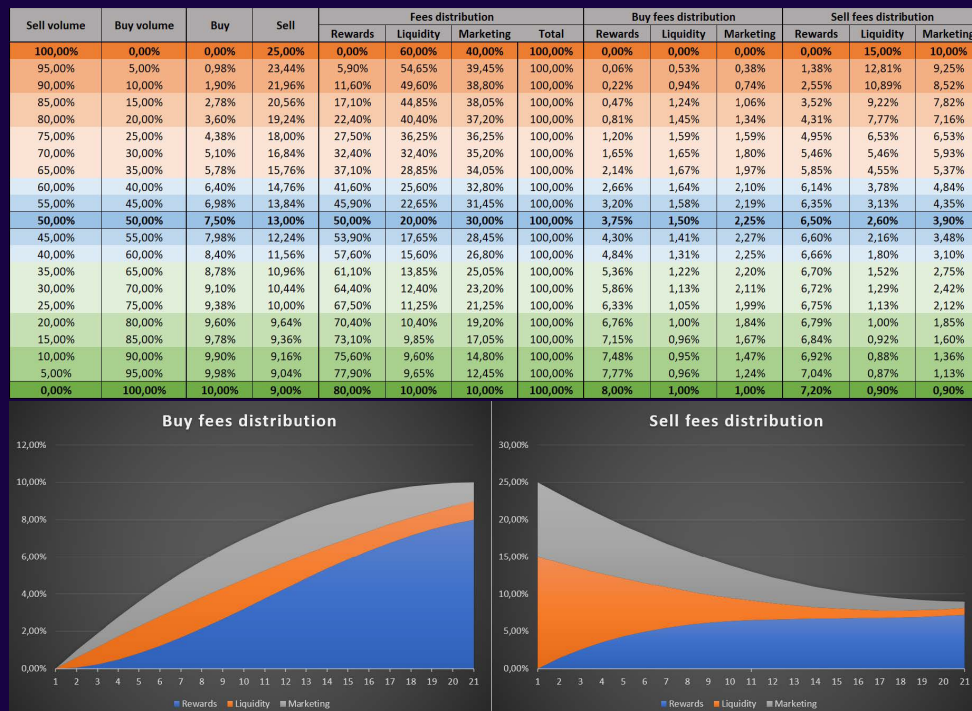 Sell volume Buy volume Buy Sell Fees distribution Buy fees distribution Sell fees distribution
Rewards Liquidity Marketing Total Rewards Liquidity Marketing Rewards Liquidity Marketing
100,00% 0,00% 0,00% 25,00% 0,00% 60,00% 40,00% 100,00% 0,00% 0,00% 0,00% 0,00% 15,00% 10,00%
95,00% 5,00% 0,98% 23,44% 5,90% 54,65% 39,45% 100,00% 0,06% 0,53% 0,38% 1,38% 12,81% 9,25%
90,00% 10,00% 1,90% 21,96% 11,60% 49,60% 38,80% 100,00% 0,22% 0,94% 0,74% 2,55% 10,89% 8,52%
85,00% 15,00% 2,78% 20,56% 17,10% 44,85% 38,05% 100,00% 0,47% 1,24% 1,06% 3,52% 9,22% 7,82%
80,00% 20,00% 3,60% 19,24% 22,40% 40,40% 37,20% 100,00% 0,81% 1,45% 1,34% 4,31% 7,77% 7,16%
75,00% 25,00% 4,38% 18,00% 27,50% 36,25% 36,25% 100,00% 1,20% 1,59% 1,59% 4,95% 6,53% 6,53%
70,00% 30,00% 5,10% 16,84% 32,40% 32,40% 35,20% 100,00% 1,65% 1,65% 1,80% 5,46% 5,46% 5,93%
65,00% 35,00% 5,78% 15,76% 37,10% 28,85% 34,05% 100,00% 2,14% 1,67% 1,97% 5,85% 4,55% 5,37%
60,00% 40,00% 6,40% 14,76% 41,60% 25,60% 32,80% 100,00% 2,66% 1,64% 2,10% 6,14% 3,78% 4,84%
55,00% 45,00% 6,98% 13,84% 45,90% 22,65% 31,45% 100,00% 3,20% 1,58% 2,19% 6,35% 3,13% 4,35%
50,00% 50,00% 7,50% 13,00% 50,00% 20,00% 30,00% 100,00% 3,75% 1,50% 2,25% 6,50% 2,60% 3,90%
45,00% 55,00% 7,98% 12,24% 53,90% 17,65% 28,45% 100,00% 4,30% 1,41% 2,27% 6,60% 2,16% 3,48%
40,00% 60,00% 8,40% 11,56% 57,60% 15,60% 26,80% 100,00% 4,84% 1,31% 2,25% 6,66% 1,80% 3,10%
35,00% 65,00% 8,78% 10,96% 61,10% 13,85% 25,05% 100,00% 5,36% 1,22% 2,20% 6,70% 1,52% 2,75%
30,00% 70,00% 9,10% 10,44% 64,40% 12,40% 23,20% 100,00% 5,86% 1,13% 2,11% 6,72% 1,29% 2,42%
25,00% 75,00% 9,38% 10,00% 67,50% 11,25% 21,25% 100,00% 6,33% 1,05% 1,99% 6,75% 1,13% 2,12%
20,00% 80,00% 9,60% 9,64% 70,40% 10,40% 19,20% 100,00% 6,76% 1,00% 1,84% 6,79% 1,00% 1,85%
15,00% 85,00% 9,78% 9,36% 73,10% 9,85% 17,05% 100,00% 7,15% 0,96% 1,67% 6,84% 0,92% 1,60%
10,00% 90,00% 9,90% 9,16% 75,60% 9,60% 14,80% 100,00% 7,48% 0,95% 1,47% 6,92% 0,88% 1,36%
5,00% 95,00% 9,98% 9,04% 77,90% 9,65% 12,45% 100,00% 7,77% 0,96% 1,24% 7,04% 0,87% 1,13%
0,00% 100,00% 10,00% 9,00% 80,00% 10,00% 10,00% 100,00% 8,00% 1,00% 1,00% 7,20% 0,90% 0,90%
Buy fees distribution
12,00%
10,00%
8,00%
6,00%
4,00%
2,00%
0,00%
1 2 3 4 5 6 7 8 9 10 11 12 13 14 15 16 17 18 19 20 21
Rewards Liquidity Marketing
Sell fees distribution
30,00%
25,00%
20,00%
15,00%
10,00%
5,00%
0,00%
1 2 3 4 5 6 7 8 9 10 11 12 13 14 15 16 17 18 19 20 21
Rewards Liquidity Marketing